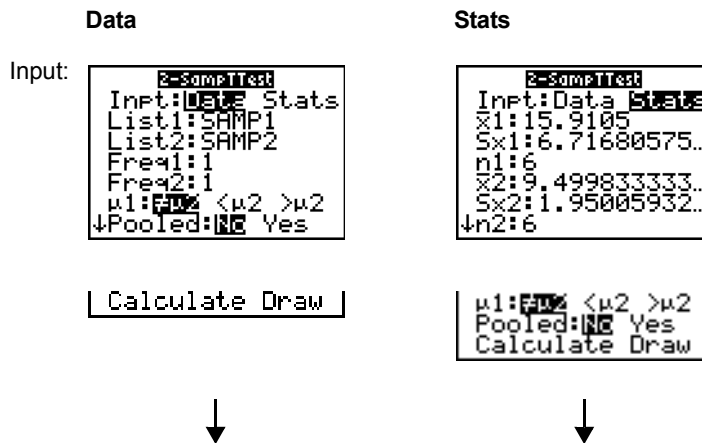 Data
Stats
Input:
2-SampTTest
Inpt:Data Stats
List1:SAMP1
List2:SAMP2
Freq1:1
Freq2:1
μ1:≠μ2 <μ2 >μ2
↓Pooled:No Yes
Calculate Draw
2-SampTTest
Inpt:Data Stats
x̄1:15.9105
Sx1:6.71680575…
n1:6
x̄2:9.499833333…
Sx2:1.95005932…
↓n2:6
μ1:≠μ2 <μ2 >μ2
Pooled:No Yes
Calculate Draw